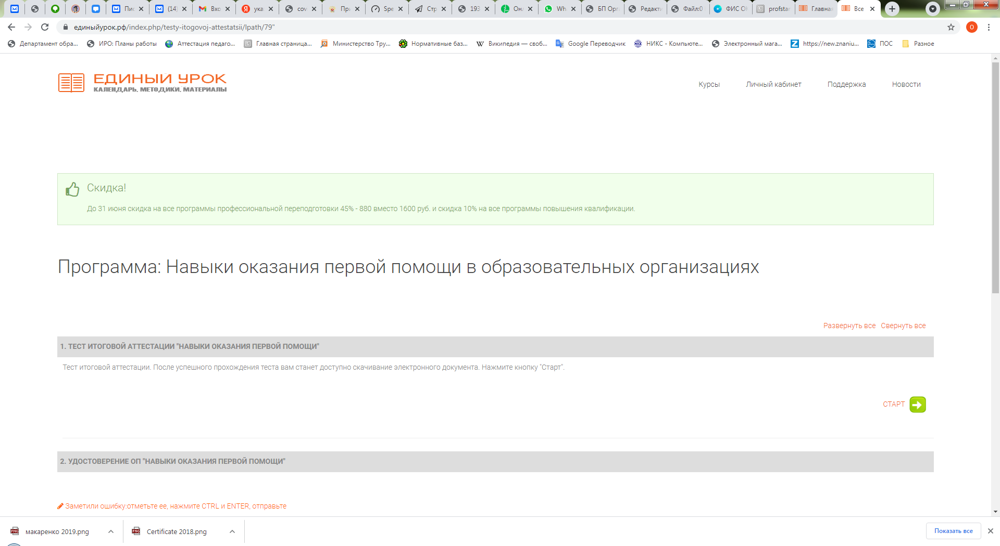 Пис
(14)
Вхо
ука
cov
При
Spe
Стр
193
Онл
Wh
БП Орг
Редакти
Файл:0
ФИС О
profstan
Главная
Все
единыйурок.рф/index.php/testy-itogovoj-attestatsii/lpath/79"
О
Департамент обра...
ИРО: Планы работы
Аттестация педаго...
Главная страница...
Министерство Тру...
Нормативные баз...
Википедия — своб...
Google Переводчик
НИКС - Компьюте...
Электронный мага...
https://new.znaniu...
ПОС
Разное
ЕДИНЫЙ УРОК
КАЛЕНДАРЬ, МЕТОДИКИ, МАТЕРИАЛЫ
Курсы
Личный кабинет
Поддержка
Новости
Скидка!
До 31 июня скидка на все программы профессиональной переподготовки 45% - 880 вместо 1600 руб. и скидка 10% на все программы повышения квалификации.
Программа: Навыки оказания первой помощи в образовательных организациях
Развернуть все Свернуть все
1. ТЕСТ ИТОГОВОЙ АТТЕСТАЦИИ "НАВЫКИ ОКАЗАНИЯ ПЕРВОЙ ПОМОЩИ"
Тест итоговой аттестации. После успешного прохождения теста вам станет доступно скачивание электронного документа. Нажмите кнопку "Старт".
СТАРТ
2. УДОСТОВЕРЕНИЕ ОП "НАВЫКИ ОКАЗАНИЯ ПЕРВОЙ ПОМОЩИ"
Заметили ошибку:отметьте ее, нажмите CTRL и ENTER, отправьте
макаренко 2019.png
Certificate 2018.png
Показать все